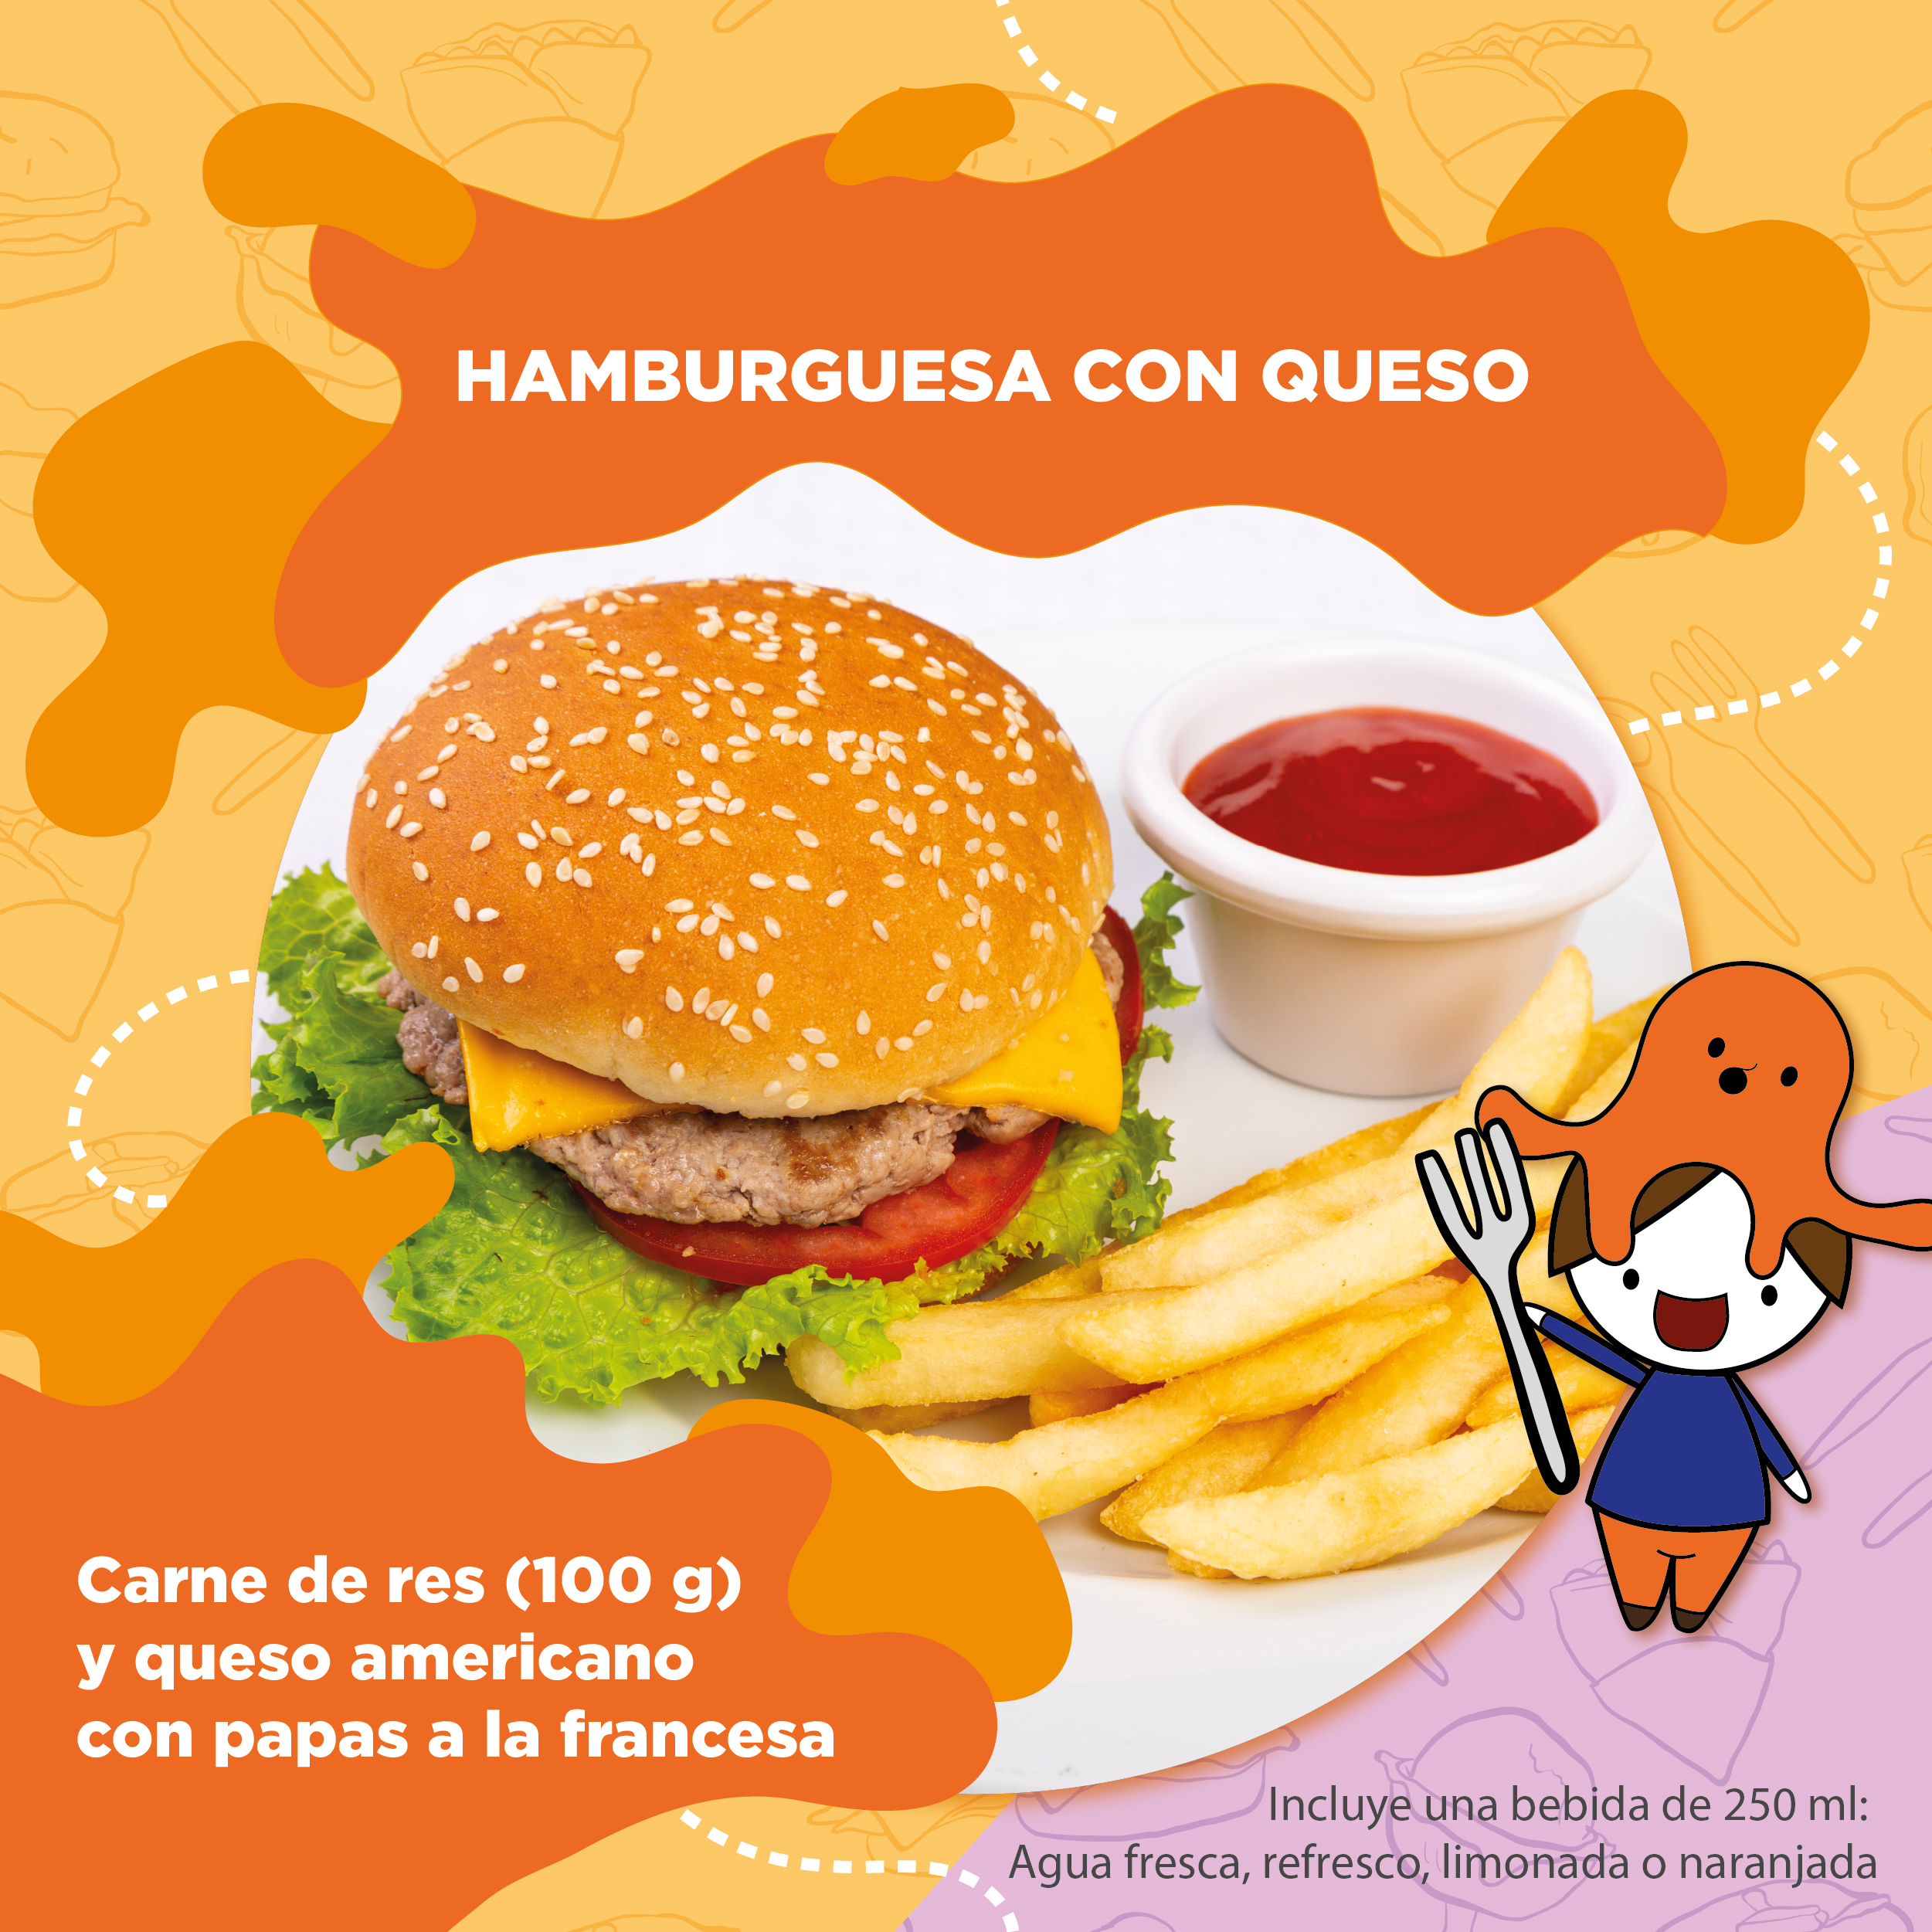 HAMBURGUESA CON QUESO
Carne de res (100 g)
y queso americano
con papas a la francesa
Incluye una bebida de 250 ml:
Agua fresca, refresco, limonada o naranjada